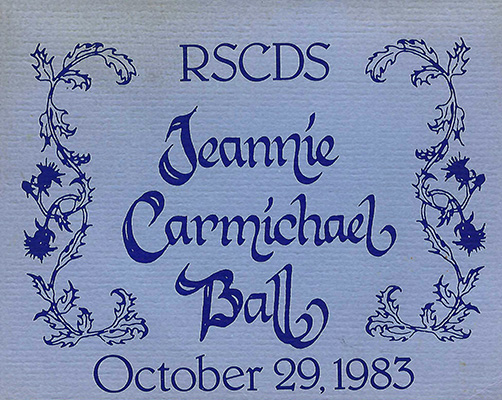 RSCDS
Jeannie
Carmichael
Ball
October 29, 1983